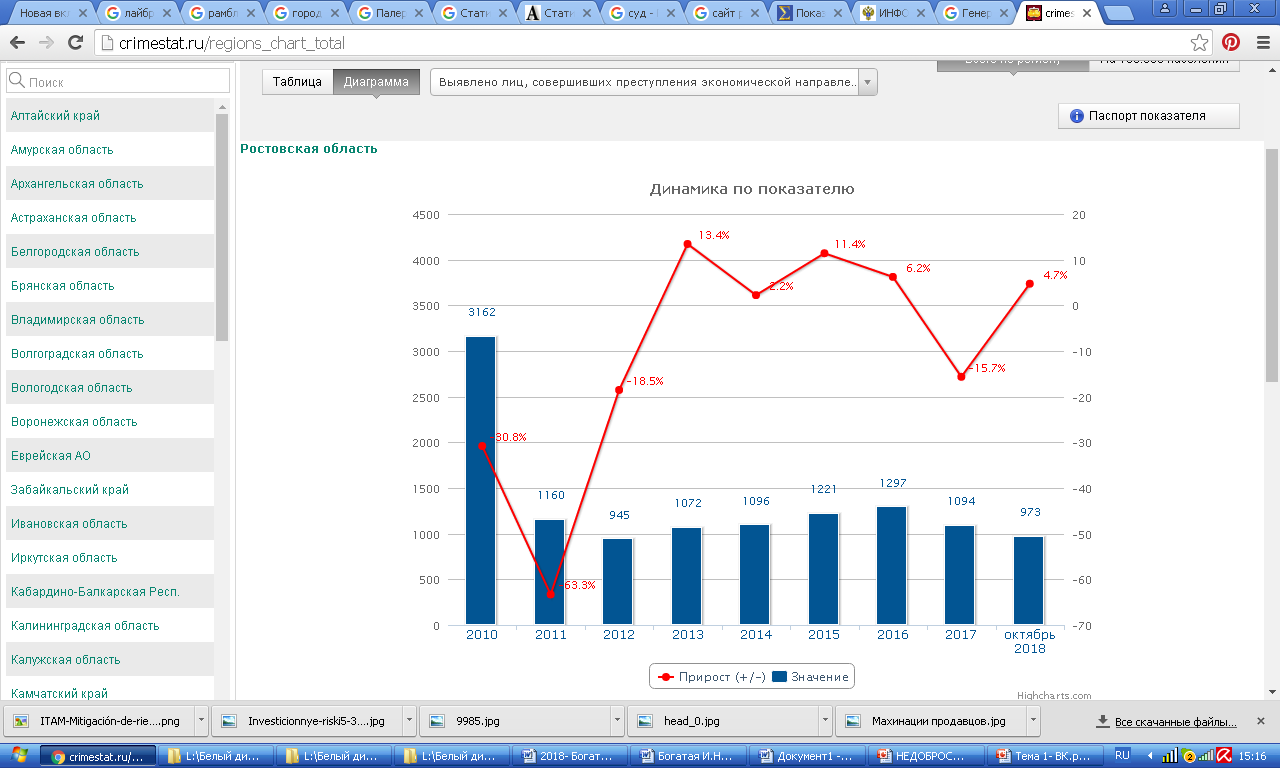 Новая вк
лайбр
рамбл
город
Палер
Статн
Стати
суд -
сайт р
Показ
ИНФО
Генер
crimes
crimestat.ru/regions_chart_total
Поиск
Таблица
Диаграмма
Выявлено лиц, совершивших преступления экономической направле..
Паспорт показателя
Алтайский край
Амурская область
Архангельская область
Астраханская область
Белгородская область
Брянская область
Владимирская область
Волгоградская область
Вологодская область
Воронежская область
Еврейская АО
Забайкальский край
Ивановская область
Иркутская область
Кабардино-Балкарская Респ.
Калининградская область
Калужская область
Камчатский край
Ростовская область
Динамика по показателю
4500
4000
3500
3000
2500
2000
1500
1000
500
0
20
10
0
-10
-20
-30
-40
-50
-60
-70
3162
1160
945
1072
1096
1221
1297
1094
973
30.8%
63.3%
-18.5%
13.4%
2.2%
11.4%
6.2%
-15.7%
4.7%
2010
2011
2012
2013
2014
2015
2016
2017
октябрь
2018
Прирост (+/-)
Значение
Highcharts.com
ITAM-Mitigación-de-rie....png
Investicionnye-riski5-3....jpg
9985.jpg
head_0.jpg
Махинации продавцов.jpg
Все скачанные файлы...
crimestat.ru/...
L:\Белый ди...
L:\Белый ди...
L:\Белый ди...
2018- Богат...
Богатая И.Н...
Документ1 -...
НЕДОБРОС...
Тема 1- ВК.p...
RU
2
15:16